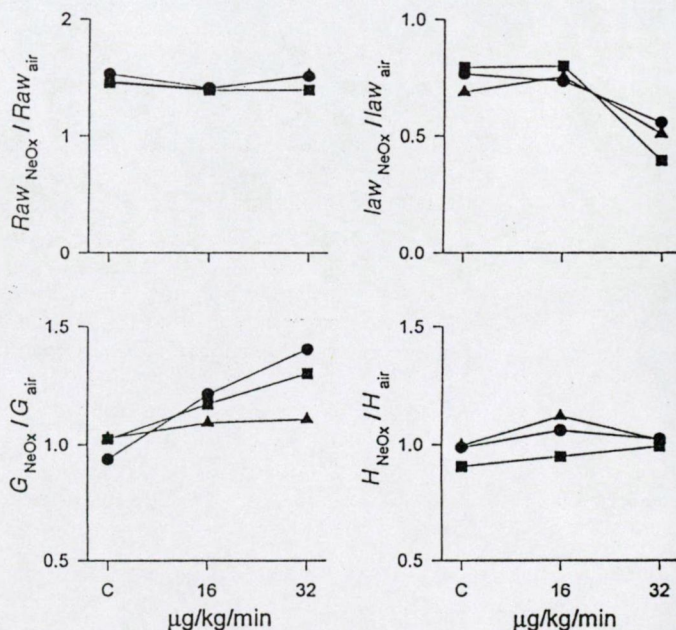 Raw NeOx / Raw air
2
1
0
Iaw NeOx / Iaw air
1.0
0.5
0.0
G NeOx / G air
1.5
1.0
0.5
C 16 32
μg/kg/min
H NeOx / H air
1.5
1.0
0.5
C 16 32
μg/kg/min